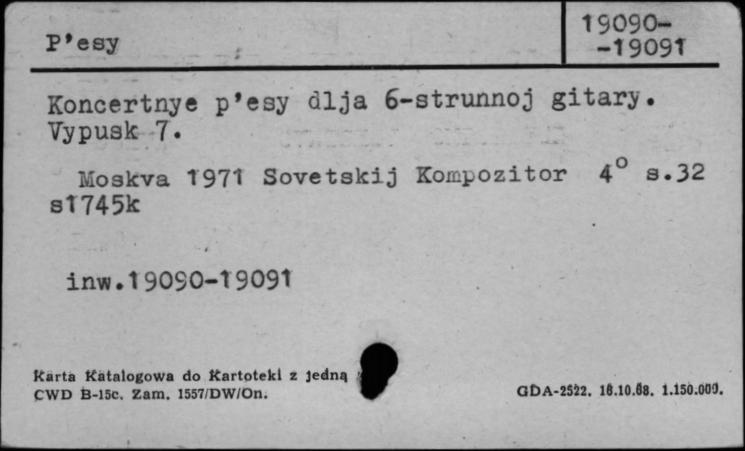 P'esy
19090-
-19091
Koncertnye p'esy dlja 6-strunnoj gitary.
Vypusk 7.
Moskva 1971 Sovetskij Kompozitor 4° s.32
s1745k
inw.19090-19091
Karta Katalogowa do Kartoteki z jedną
CWD B-15c. Zam. 1557/DW/On.
GDA-2522. 18.10.68. 1.150.000.